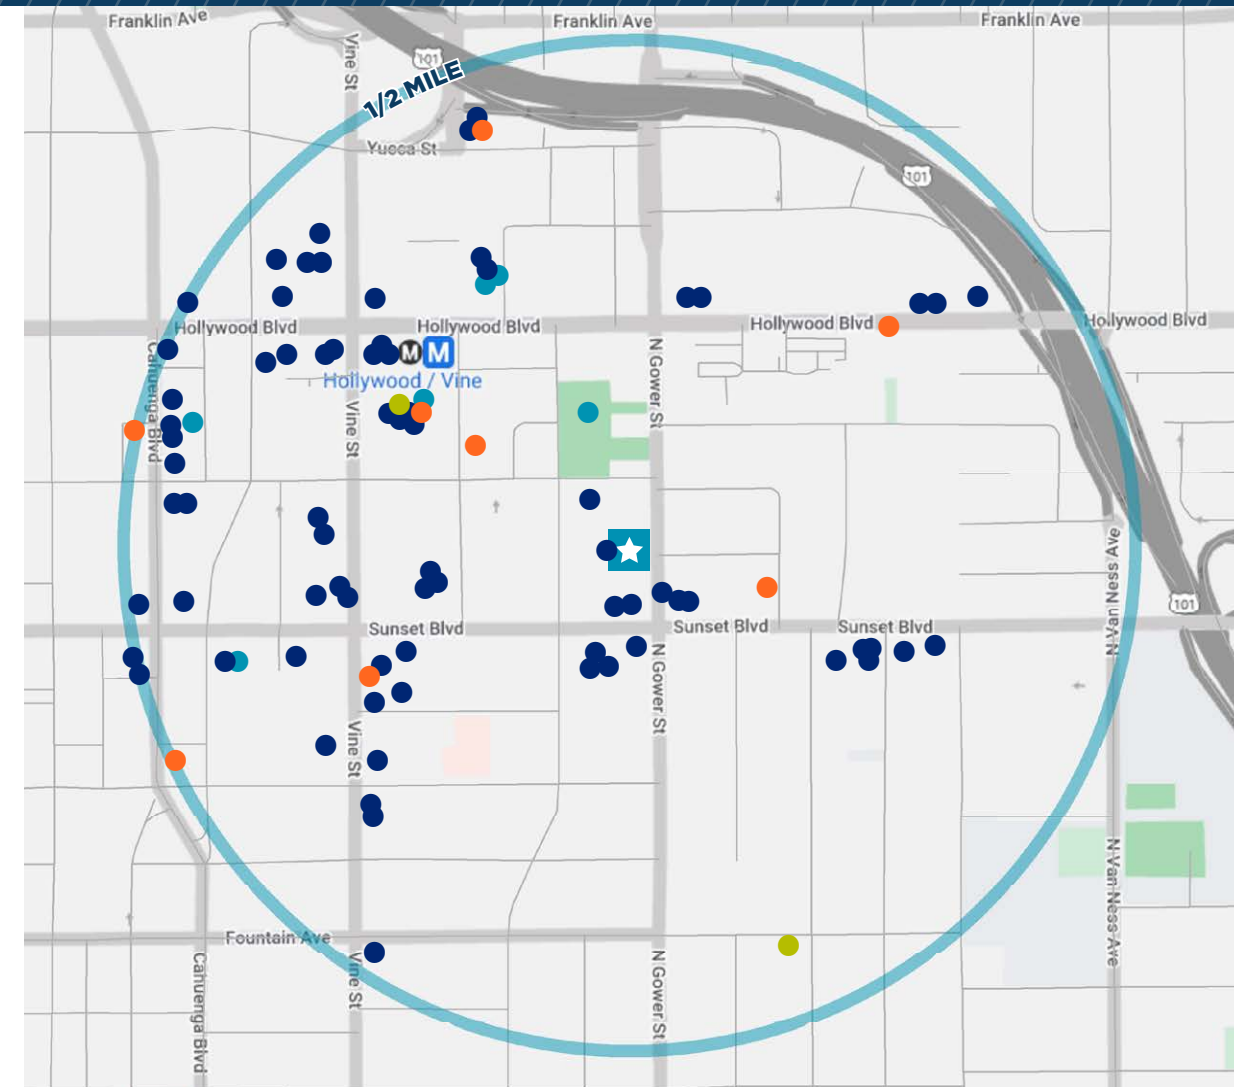 Franklin Ave
Franklin Ave
Franklin Ave
Vine St
101
1/2 MILE
Yucca St
101
Hollywood Blvd
Hollywood Blvd
Hollywood Blvd
Hollywood Blvd
Cahuenga Blvd
M
M
Hollywood / Vine
N Gower St
Vine St
N Van Ness Ave
101
Sunset Blvd
Sunset Blvd
Sunset Blvd
N Gower St
Vine St
N Van Ness Ave
Fountain Ave
Cahuenga Blvd
Vine St
N Gower St